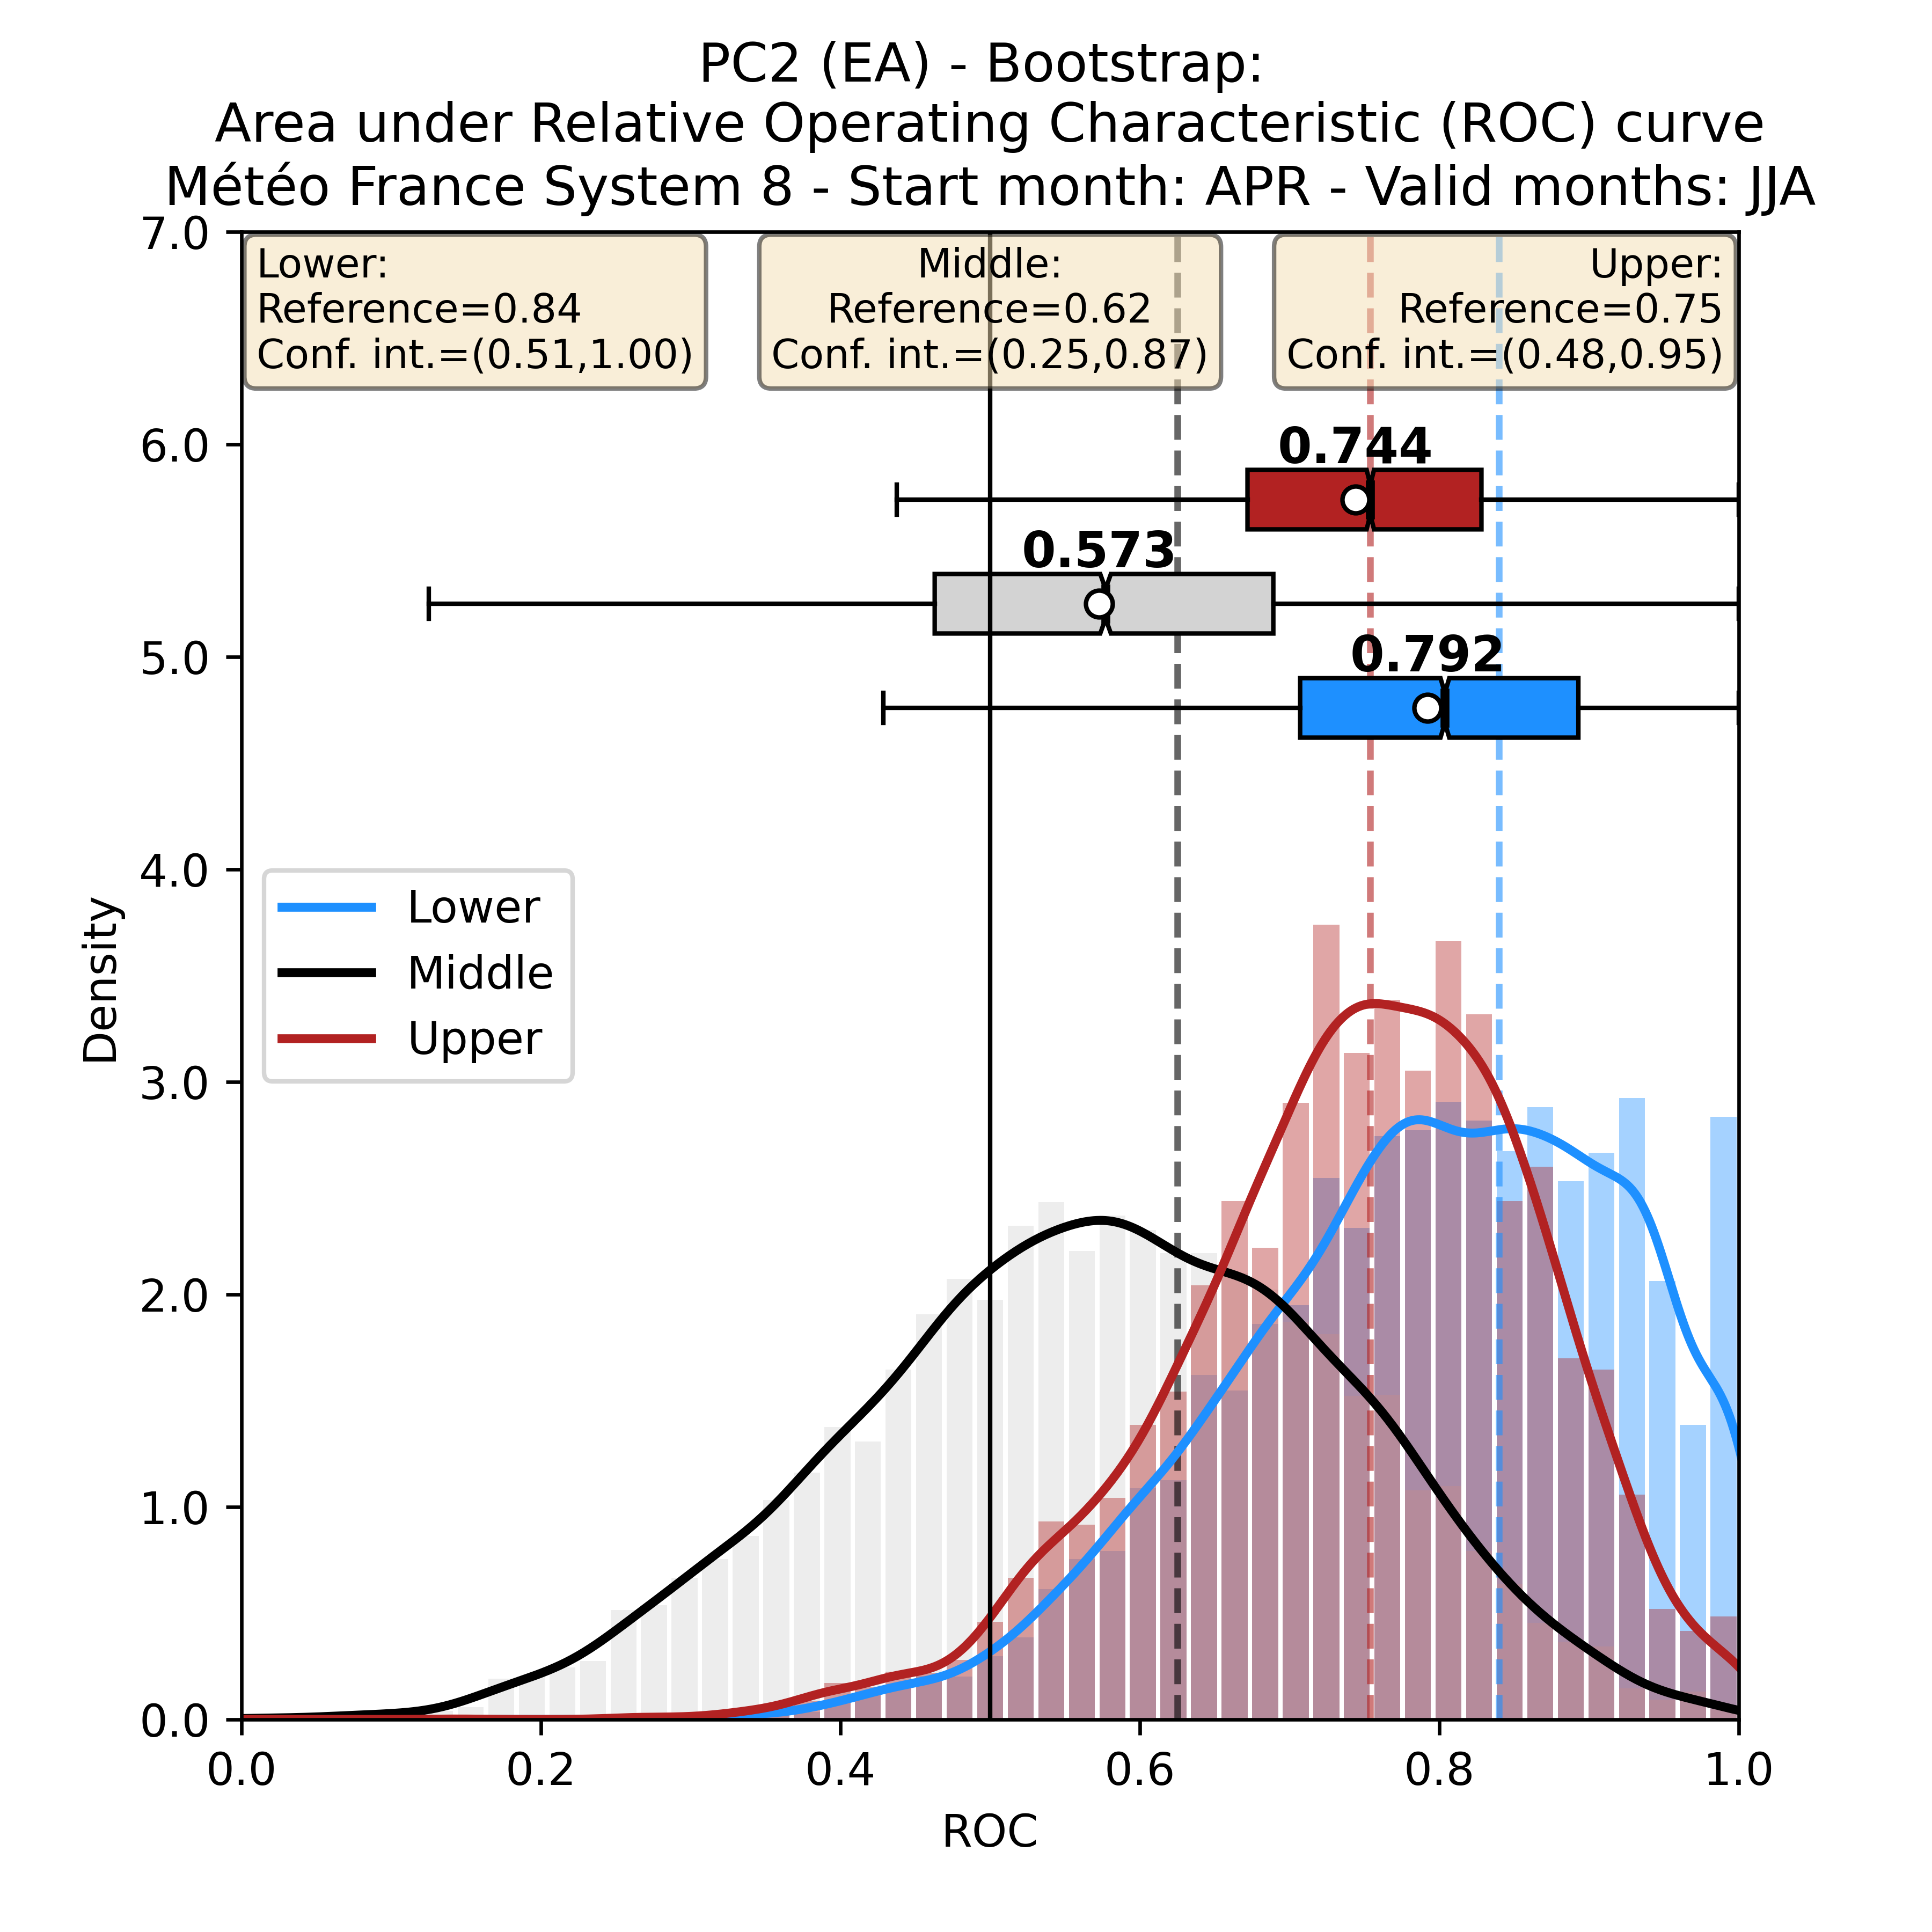 PC2 (EA) - Bootstrap:
Area under Relative Operating Characteristic (ROC) curve
Météo France System 8 - Start month: APR - Valid months: JJA
7.0
Lower:
Reference=0.84
Conf. int.=(0.51,1.00)
Middle:
Reference=0.62
Conf. int.=(0.25,0.87)
Upper:
Reference=0.75
Conf. int.=(0.48,0.95)
6.0
0.744
0.573
5.0
0.792
4.0
Lower
Middle
Upper
Density
3.0
2.0
1.0
0.0
0.0
0.2
0.4
0.6
0.8
1.0
ROC